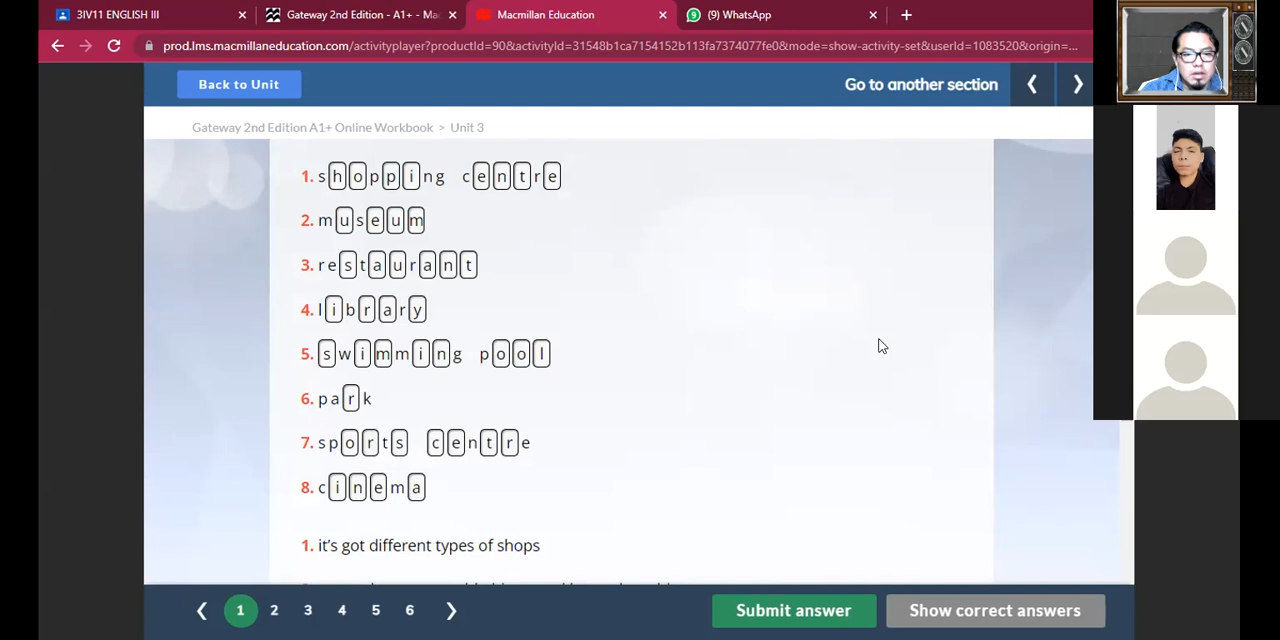 3IV11 ENGLISH III
Gateway 2nd Edition - A1+ - Mac
Macmillan Education
(9) WhatsApp
prod.lms.macmillaneducation.com/activityplayer?productId=90&activityId=31548b1ca7154152b113fa7374077fe0&mode=show-activity-set&userId=1083520&origin=...
Back to Unit
Go to another section
Gateway 2nd Edition A1+ Online Workbook > Unit 3
1. shopping centre
2. museum
3. restaurant
4. library
5. swimming pool
6. park
7. sports centre
8. cinema
1. it's got different types of shops
1 2 3 4 5 6
Submit answer
Show correct answers